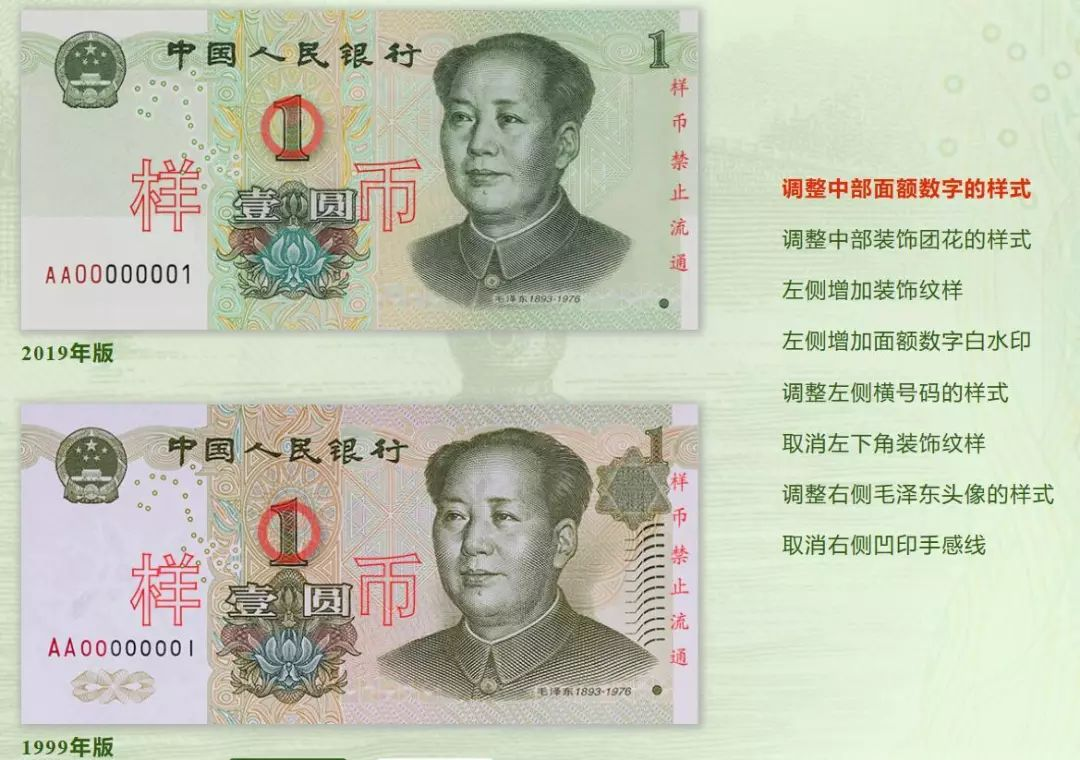 中国人民银行
1
1
样币
壹圆
AA00000001
毛泽东1893-1976
样币禁止流通
2019年版
中国人民银行
1
1
样币
壹圆
AA00000001
毛泽东1893-1976
样币禁止流通
1999年版
调整中部面额数字的样式
调整中部装饰团花的样式
左侧增加装饰纹样
左侧增加面额数字白水印
调整左侧横号码的样式
取消左下角装饰纹样
调整右侧毛泽东头像的样式
取消右侧凹印手感线